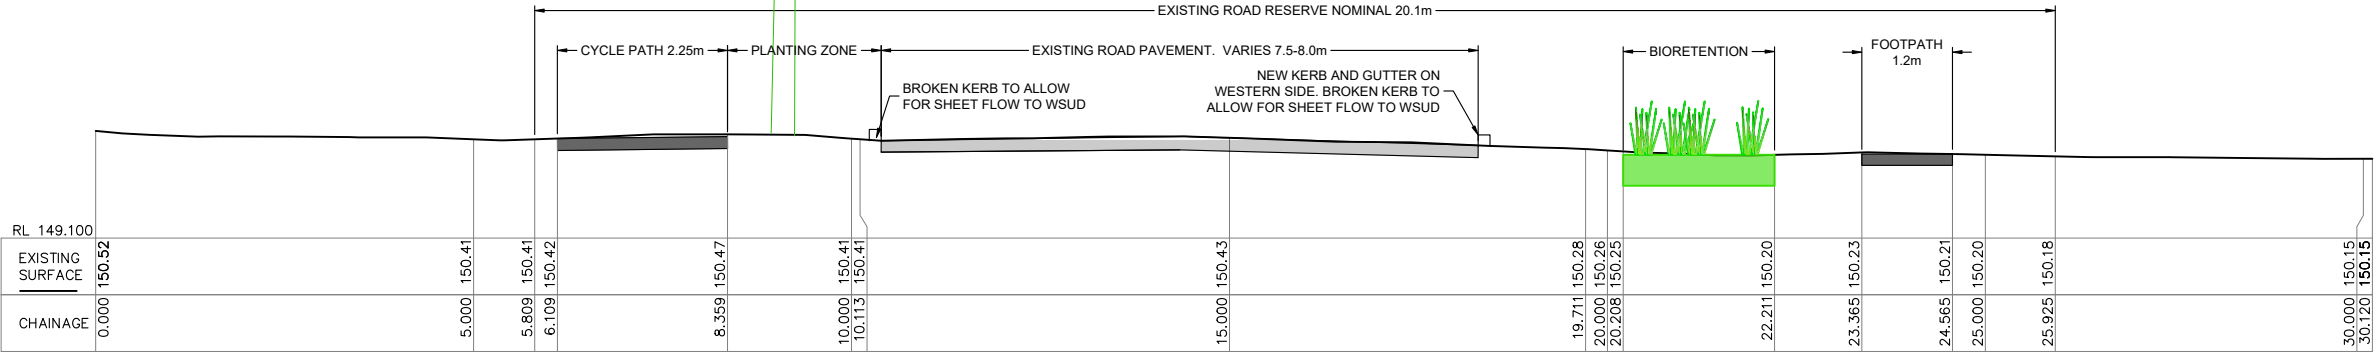 EXISTING ROAD RESERVE NOMINAL 20.1m
CYCLE PATH 2.25m
PLANTING ZONE
EXISTING ROAD PAVEMENT. VARIES 7.5-8.0m
BIORETENTION
FOOTPATH
1.2m
BROKEN KERB TO ALLOW
FOR SHEET FLOW TO WSUD
NEW KERB AND GUTTER ON
WESTERN SIDE. BROKEN KERB TO
ALLOW FOR SHEET FLOW TO WSUD
RL 149.100
EXISTING
SURFACE
150.52
150.41
150.41
150.42
150.47
150.41
150.41
150.43
150.28
150.26
150.25
150.20
150.23
150.21
150.20
150.18
150.15
150.15
CHAINAGE
0.000
5.000
5.809
6.109
8.359
10.000
10.113
15.000
19.711
20.000
20.208
22.211
23.365
24.565
25.000
25.925
30.000
30.120